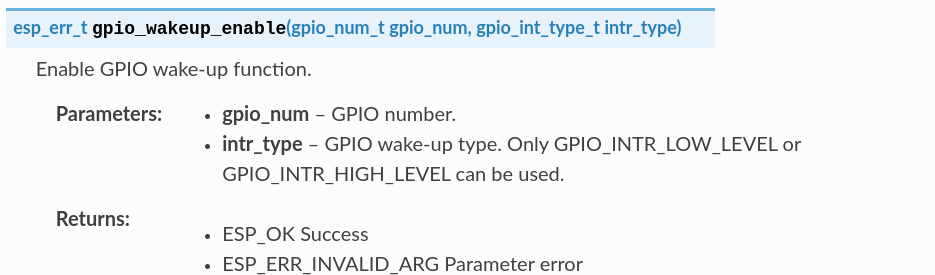 esp_err_t gpio_wakeup_enable(gpio_num_t gpio_num, gpio_int_type_t intr_type)
Enable GPIO wake-up function.
Parameters:
• gpio_num – GPIO number.
• intr_type – GPIO wake-up type. Only GPIO_INTR_LOW_LEVEL or
GPIO_INTR_HIGH_LEVEL can be used.
Returns:
• ESP_OK Success
• ESP_ERR_INVALID_ARG Parameter error